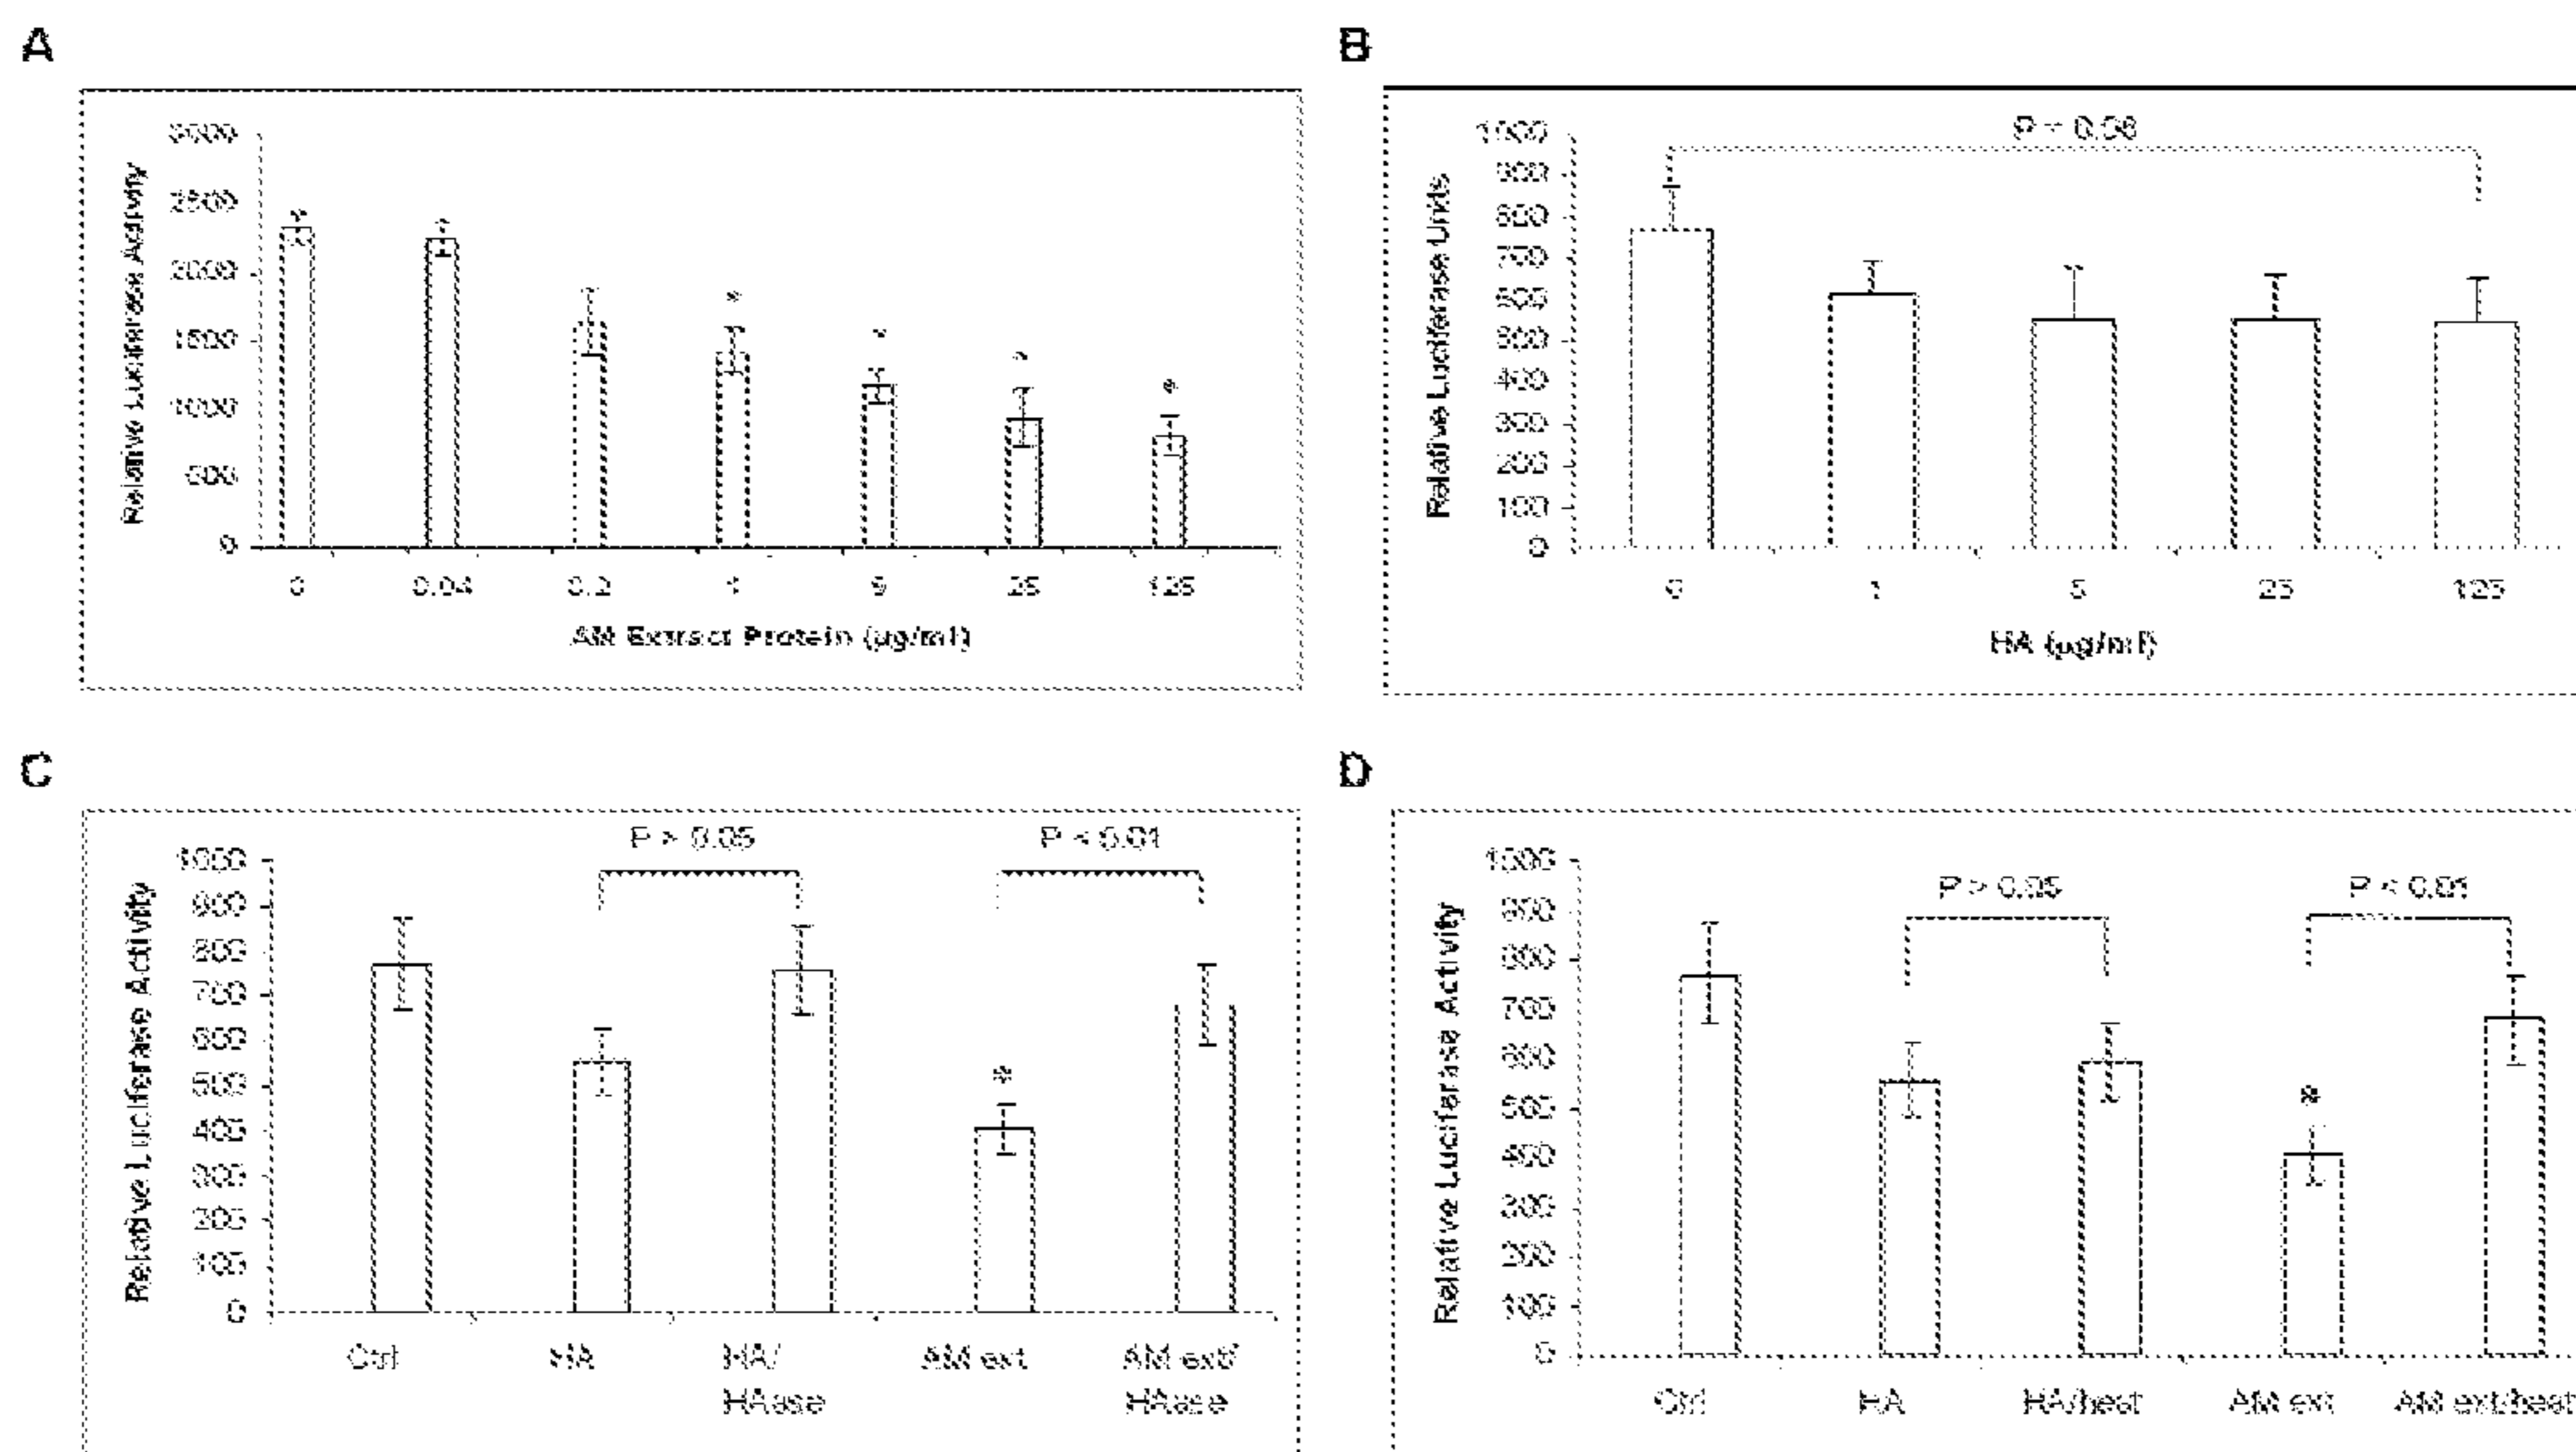 A
Relative Luciferase Activity
3000
2500
2000
1500
1000
500
0
0 0.04 0.2 1 5 25 125
AM Extract Protein (µg/ml)
B
Relative Luciferase Units
P = 0.06
1000
900
800
700
600
500
400
300
200
100
0
0 1 5 25 125
HA (µg/ml)
C
Relative Luciferase Activity
P > 0.05 P < 0.01
1000
900
800
700
600
500
400
300
200
100
0
*
Ctrl HA HA/ AM ext AM ext/
HAase HAase
D
Relative Luciferase Activity
P > 0.05 P < 0.01
1000
900
800
700
600
500
400
300
200
100
0
*
Ctrl HA HA/heat AM ext AM ext/heat